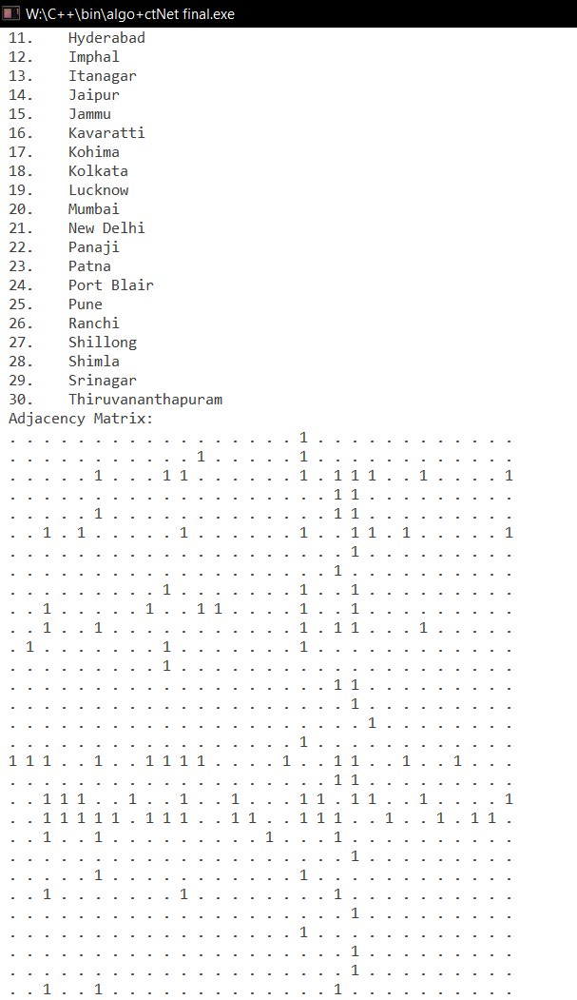 W:\C++\bin\algo+ctNet final.exe
11. Hyderabad
12. Imphal
13. Itanagar
14. Jaipur
15. Jammu
16. Kavaratti
17. Kohima
18. Kolkata
19. Lucknow
20. Mumbai
21. New Delhi
22. Panaji
23. Patna
24. Port Blair
25. Pune
26. Ranchi
27. Shillong
28. Shimla
29. Srinagar
30. Thiruvananthapuram
Adjacency Matrix:
. . . . . . . . . . . . . . . . . 1 . . . . . . . . . . . .
. . . . . . . . . . . 1 . . . . . 1 . . . . . . . . . . . .
. . . . . 1 . . . 1 1 . . . . . . 1 . 1 1 1 . . 1 . . . . 1
. . . . . . . . . . . . . . . . . . . 1 1 . . . . . . . . .
. . . . . 1 . . . . . . . . . . . . . 1 1 . . . . . . . . .
. . 1 . 1 . . . . . 1 . . . . . . 1 . . 1 1 . 1 . . . . . 1
. . . . . . . . . . . . . . . . . . . . 1 . . . . . . . . .
. . . . . . . . . . . . . . . . . . . 1 . . . . . . . . . .
. . . . . . . . . 1 . . . . . . . 1 . . 1 . . . . . . . . .
. . 1 . . . . . 1 . . 1 1 . . . . 1 . . 1 . . . . . . . . .
. . 1 . . 1 . . . . . . . . . . . 1 . 1 1 . . . 1 . . . . .
. 1 . . . . . . . 1 . . . . . . . 1 . . . . . . . . . . . .
. . . . . . . . . 1 . . . . . . . . . . . . . . . . . . . .
. . . . . . . . . . . . . . . . . . . 1 1 . . . . . . . . .
. . . . . . . . . . . . . . . . . . . . 1 . . . . . . . . .
. . . . . . . . . . . . . . . . . . . . . 1 . . . . . . . .
. . . . . . . . . . . . . . . . . 1 . . . . . . . . . . . .
1 1 1 . . 1 . . 1 1 1 1 . . . . 1 . . 1 1 . . 1 . . 1 . . .
. . . . . . . . . . . . . . . . . . . 1 1 . . . . . . . . .
. . 1 1 1 . . 1 . . 1 . . 1 . . . 1 1 . 1 1 . . 1 . . . . 1
. . 1 1 1 1 1 . 1 1 1 . . 1 1 . . 1 1 1 . . 1 . . 1 . 1 1 .
. . 1 . . 1 . . . . . . . . . 1 . . . 1 . . . . . . . . . .
. . . . . . . . . . . . . . . . . . . . 1 . . . . . . . . .
. . . . . 1 . . . . . . . . . . . 1 . . . . . . . . . . . .
. . 1 . . . . . . . 1 . . . . . . . . 1 . . . . . . . . . .
. . . . . . . . . . . . . . . . . . . . 1 . . . . . . . . .
. . . . . . . . . . . . . . . . . 1 . . . . . . . . . . . .
. . . . . . . . . . . . . . . . . . . . 1 . . . . . . . . .
. . . . . . . . . . . . . . . . . . . . 1 . . . . . . . . .
. . 1 . . 1 . . . . . . . . . . . . . 1 . . . . . . . . . .